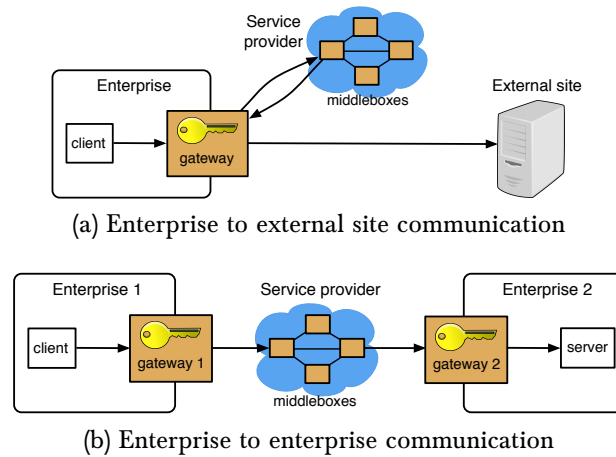 Service
provider
middleboxes
Enterprise
External site
client
gateway
(a) Enterprise to external site communication
Enterprise 1
Service provider
Enterprise 2
client
gateway 1
gateway 2
server
middleboxes
(b) Enterprise to enterprise communication